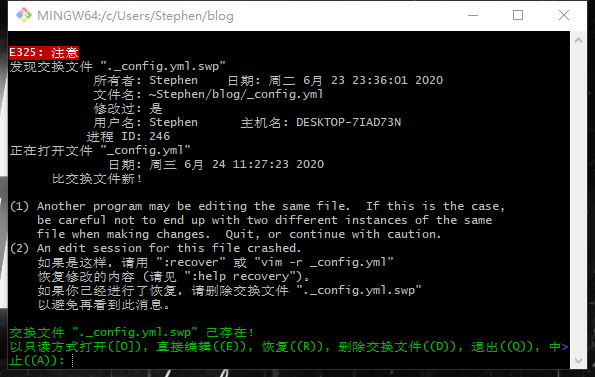 MINGW64:/c/Users/Stephen/blog
E325: 注意
发现交换文件 "._config.yml.swp"
所有者: Stephen    日期: 周二 6月 23 23:36:01 2020
文件名: ~Stephen/blog/_config.yml
修改过: 是
用户名: Stephen      主机名: DESKTOP-7IAD73N
进程 ID: 246
正在打开文件 "_config.yml"
日期: 周三 6月 24 11:27:23 2020
比交换文件新!
(1) Another program may be editing the same file.  If this is the case,
be careful not to end up with two different instances of the same
file when making changes.  Quit, or continue with caution.
(2) An edit session for this file crashed.
如果是这样, 请用 ":recover" 或 "vim -r _config.yml"
恢复修改的内容 (请见 ":help recovery")。
如果你已经进行了恢复, 请删除交换文件 "._config.yml.swp"
以避免再看到此消息。
交换文件 "._config.yml.swp" 已存在!
以只读方式打开([O]), 直接编辑((E)), 恢复((R)), 删除交换文件((D)), 退出((Q)), 中>
止((A)):